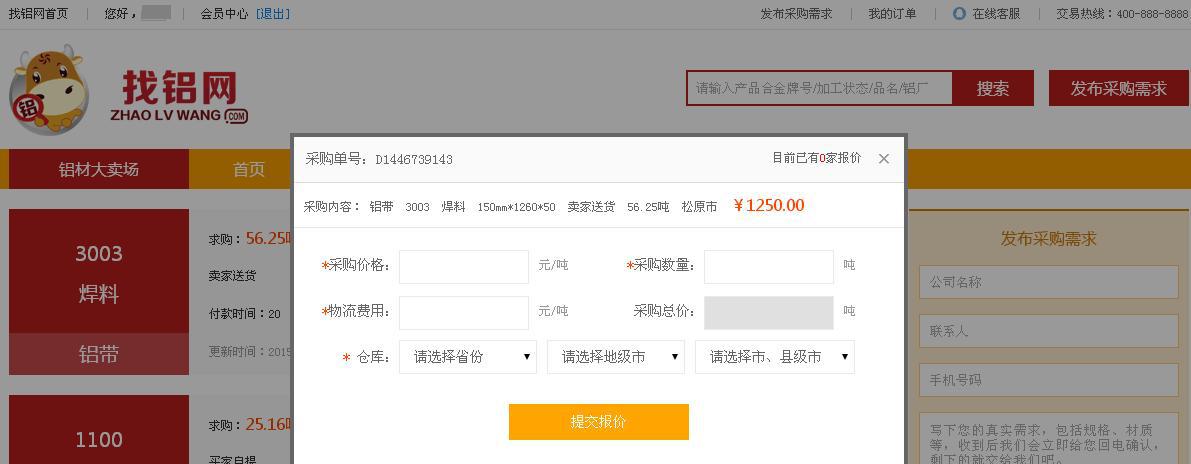 找铝网首页 您好， 会员中心 [退出] 发布采购需求 我的订单 在线客服 交易热线：400-888-8888
铝
找铝网
ZHAO LV WANG .com
请输入产品合金牌号/加工状态/品名/铝厂 搜索 发布采购需求
铝材大卖场 首页
采购单号：D1446739143 目前已有0家报价 ×
采购内容： 铝带 3003 焊料 150mm*1260*50 卖家送货 56.25吨 松原市 ￥1250.00
3003
焊料
铝带
求购：56.25
卖家送货
付款时间：20
更新时间：2015
*采购价格： 元/吨 *采购数量： 吨
*物流费用： 元/吨 采购总价： 吨
* 仓库： 请选择省份 请选择地级市 请选择市、县级市
提交报价
发布采购需求
公司名称
联系人
手机号码
写下您的真实需求，包括规格、材质
等，收到后我们会立即给您回电确认，
剩下的就交给我们吧。
1100
求购：25.16
买家自提